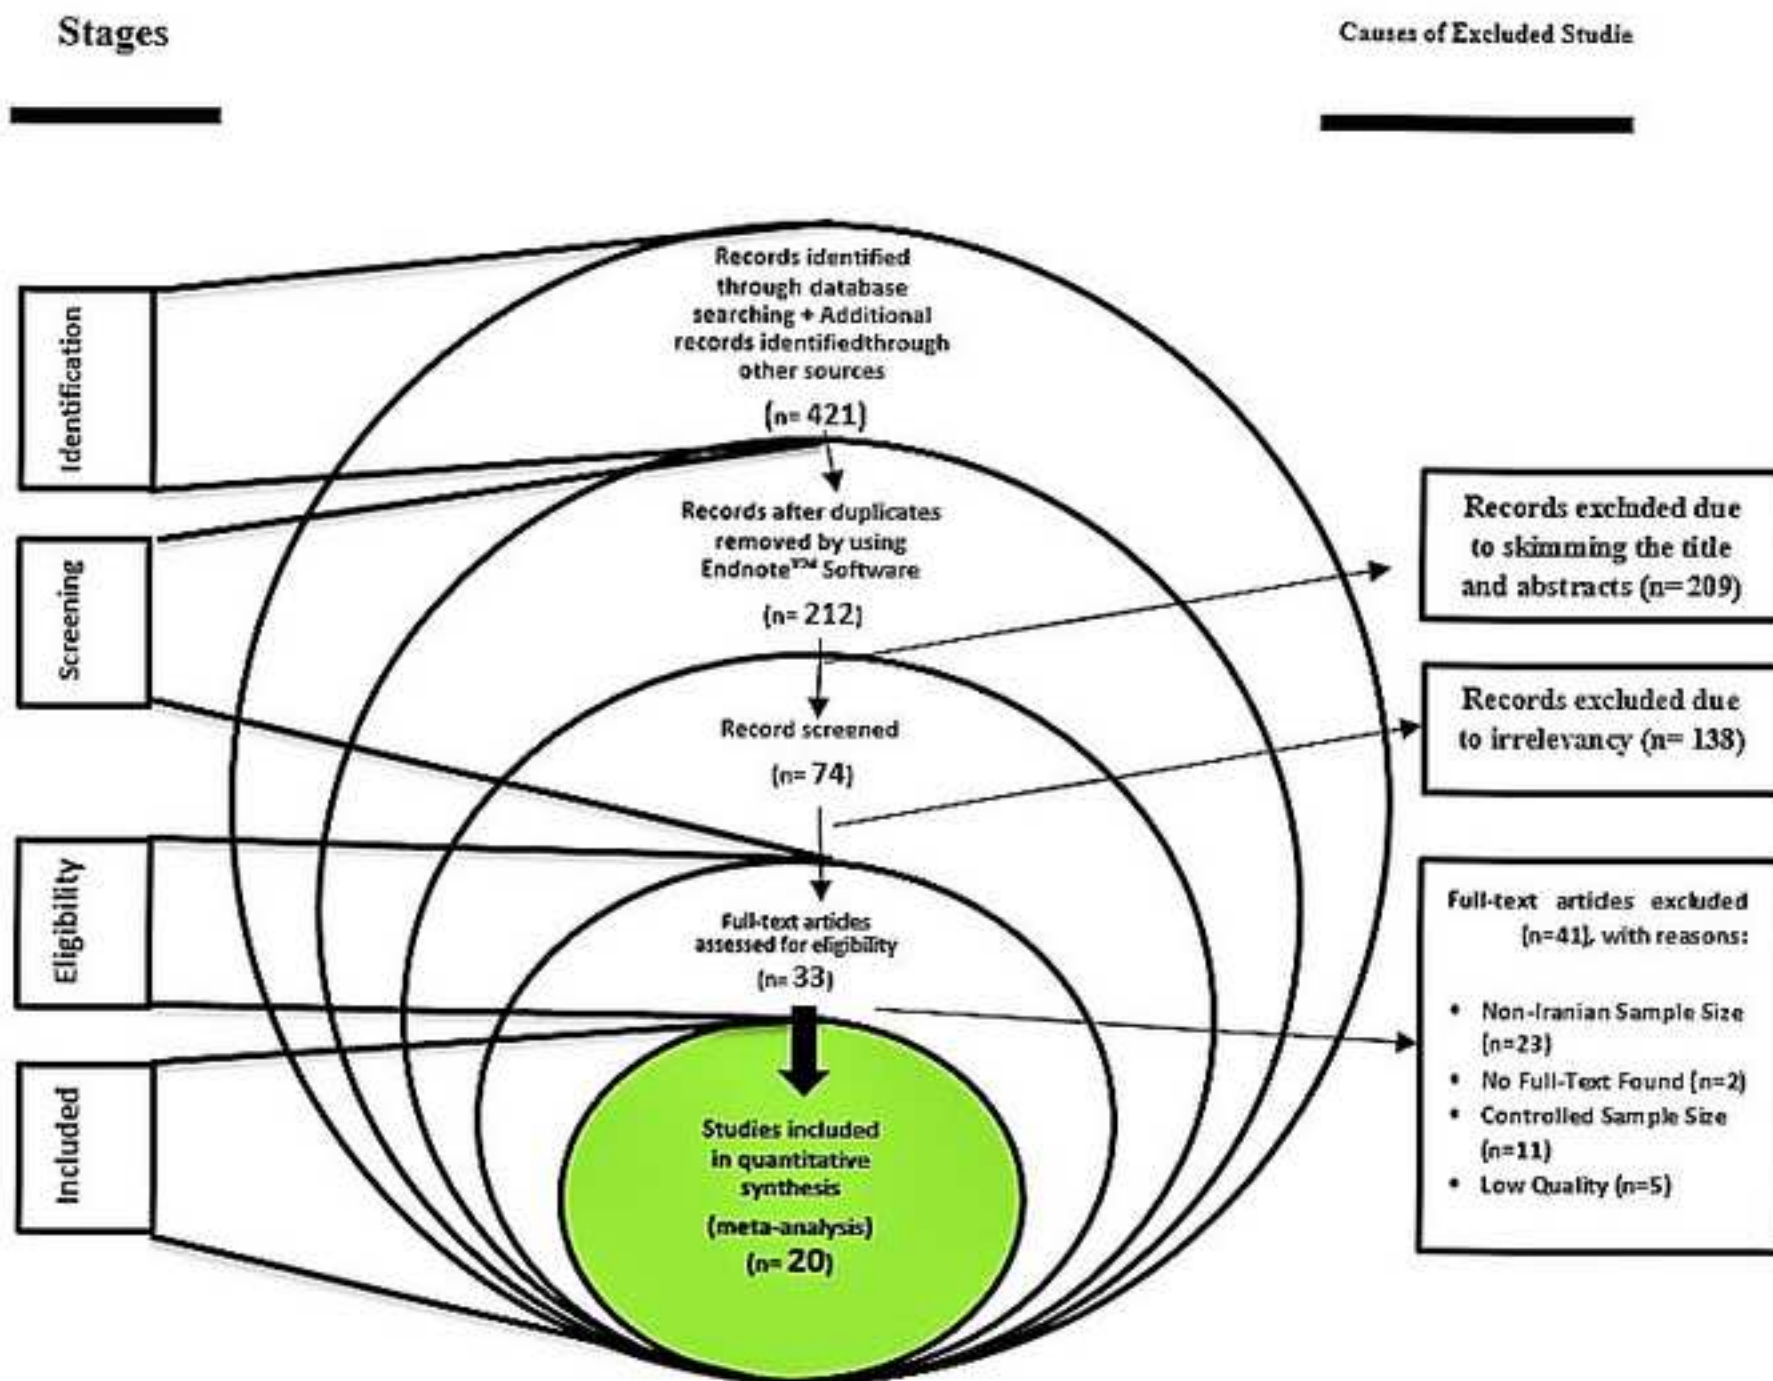 Stages
Causes of Excluded Studie
Identification
Records identified
through database
searching + Additional
records identifiedthrough
other sources
(n= 421)
Screening
Records after duplicates
removed by using
Endnote™ Software
(n= 212)
Records excluded due
to skimming the title
and abstracts (n= 209)
Record screened
(n= 74)
Records excluded due
to irrelevancy (n= 138)
Eligibility
Full-text articles
assessed for eligibility
(n= 33)
Full-text articles excluded
(n=41), with reasons:
• Non-Iranian Sample Size
(n=23)
• No Full-Text Found (n=2)
• Controlled Sample Size
(n=11)
• Low Quality (n=5)
Included
Studies included
in quantitative
synthesis
(meta-analysis)
(n= 20)